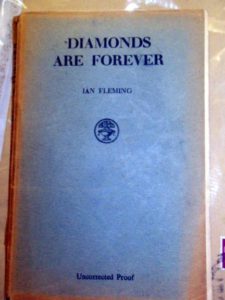 DIAMONDS
ARE FOREVER
IAN FLEMING
Uncorrected Proof